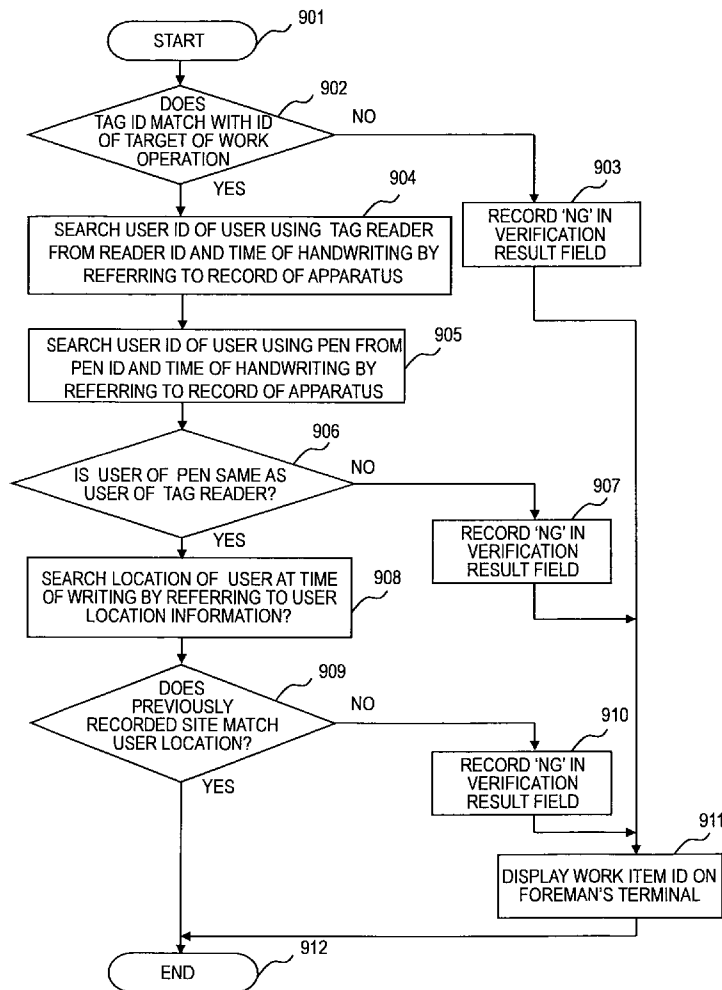 START
901
DOES
TAG ID MATCH WITH ID
OF TARGET OF WORK
OPERATION
902
NO
YES
903
RECORD 'NG' IN
VERIFICATION
RESULT FIELD
904
SEARCH USER ID OF USER USING TAG READER
FROM READER ID AND TIME OF HANDWRITING BY
REFERRING TO RECORD OF APPARATUS
SEARCH USER ID OF USER USING PEN FROM
PEN ID AND TIME OF HANDWRITING BY
REFERRING TO RECORD OF APPARATUS
905
906
IS USER OF PEN SAME AS
USER OF TAG READER?
NO
YES
907
RECORD 'NG' IN
VERIFICATION
RESULT FIELD
SEARCH LOCATION OF USER AT TIME
OF WRITING BY REFERRING TO USER
LOCATION INFORMATION?
908
909
DOES
PREVIOUSLY
RECORDED SITE MATCH
USER LOCATION?
NO
YES
910
RECORD 'NG' IN
VERIFICATION
RESULT FIELD
911
DISPLAY WORK ITEM ID ON
FOREMAN'S TERMINAL
END
912